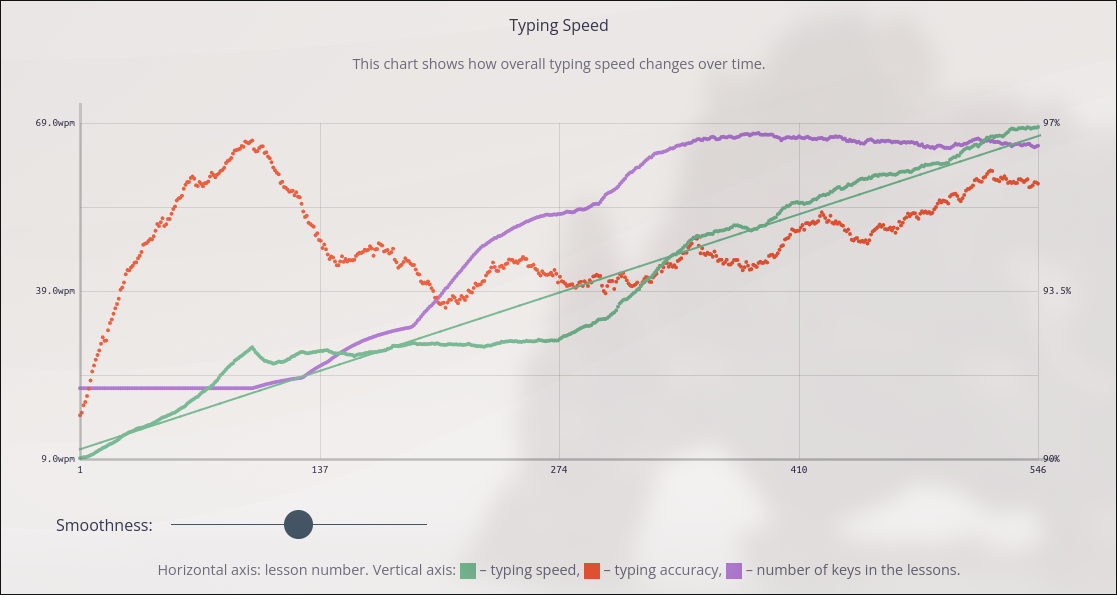 Typing Speed
This chart shows how overall typing speed changes over time.
69.0wpm
97%
39.0wpm
93.5%
9.0wpm
90%
1 137 274 410 546
Smoothness:
Horizontal axis: lesson number. Vertical axis: – typing speed, – typing accuracy, – number of keys in the lessons.